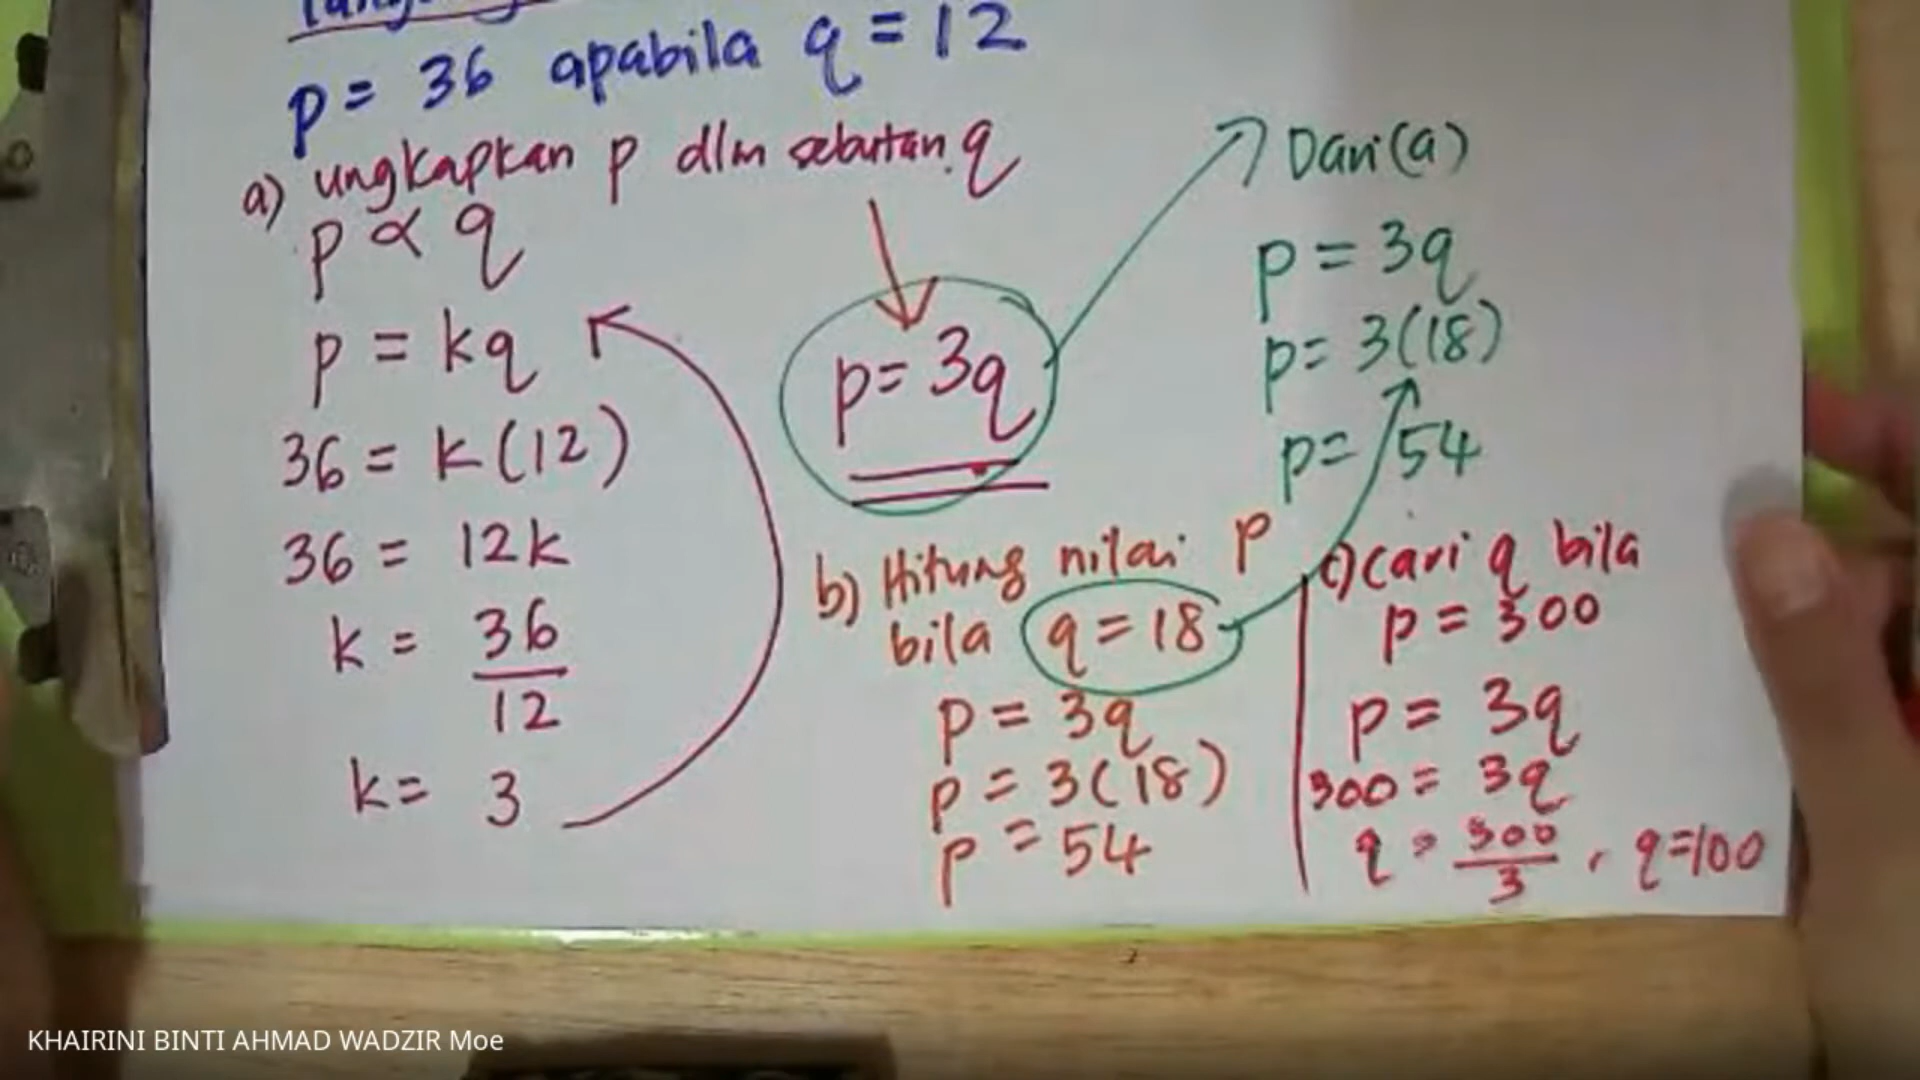 p = 36 apabila q = 12
a) ungkapkan p dlm sebutan q
p ∝ q
p = kq
36 = k(12)
36 = 12k
k = 36/12
k = 3
p = 3q
Dari (a)
p = 3q
p = 3(18)
p = 54
b) Hitung nilai p
bila q = 18
p = 3q
p = 3(18)
p = 54
c) cari q bila
p = 300
p = 3q
300 = 3q
q = 300/3, q=100
KHAIRINI BINTI AHMAD WADZIR Moe